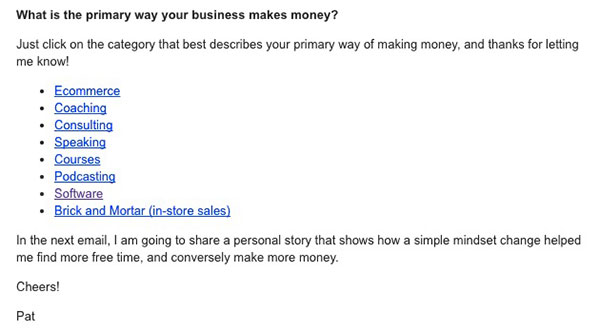 What is the primary way your business makes money?
Just click on the category that best describes your primary way of making money, and thanks for letting
me know!
• Ecommerce
• Coaching
• Consulting
• Speaking
• Courses
• Podcasting
• Software
• Brick and Mortar (in-store sales)
In the next email, I am going to share a personal story that shows how a simple mindset change helped
me find more free time, and conversely make more money.
Cheers!
Pat